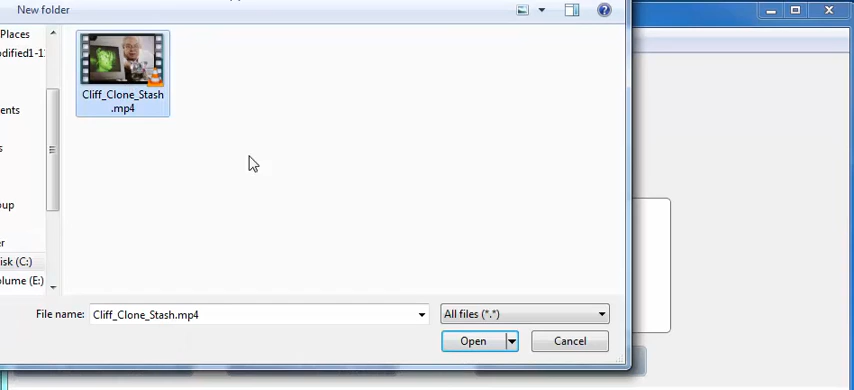 New folder
Places
odified1-1
Cliff_Clone_Stash
.mp4
ents
s
oup
er
isk (C:)
olume (E:)
File name:
Cliff_Clone_Stash.mp4
All files (*.*)
Open
Cancel